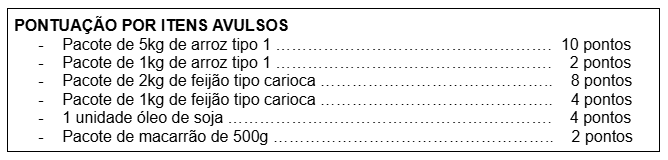 PONTUAÇÃO POR ITENS AVULSOS
- Pacote de 5kg de arroz tipo 1 ……………………………………………. 10 pontos
- Pacote de 1kg de arroz tipo 1 ……………………………………………. 2 pontos
- Pacote de 2kg de feijão tipo carioca ……………………………………. 8 pontos
- Pacote de 1kg de feijão tipo carioca ……………………………………. 4 pontos
- 1 unidade óleo de soja ……………………………………………………. 4 pontos
- Pacote de macarrão de 500g ……………………………………………. 2 pontos